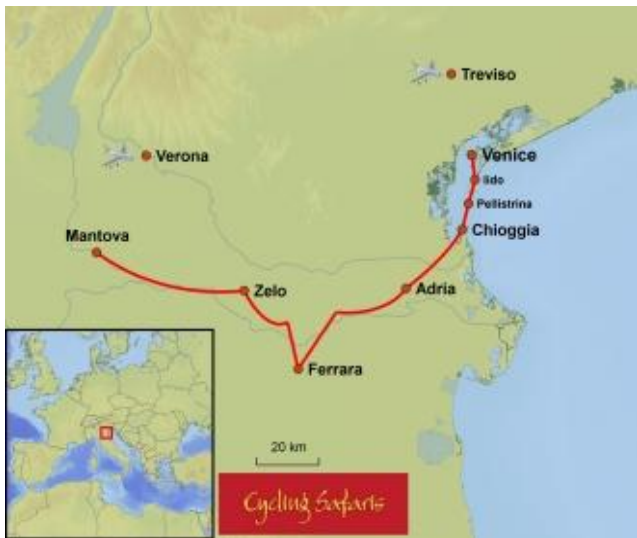 Treviso
Venice
Verona
lido
Pellistrina
Mantova
Chioggia
Zelo
Adria
Ferrara
20 km
Cycling Safaris